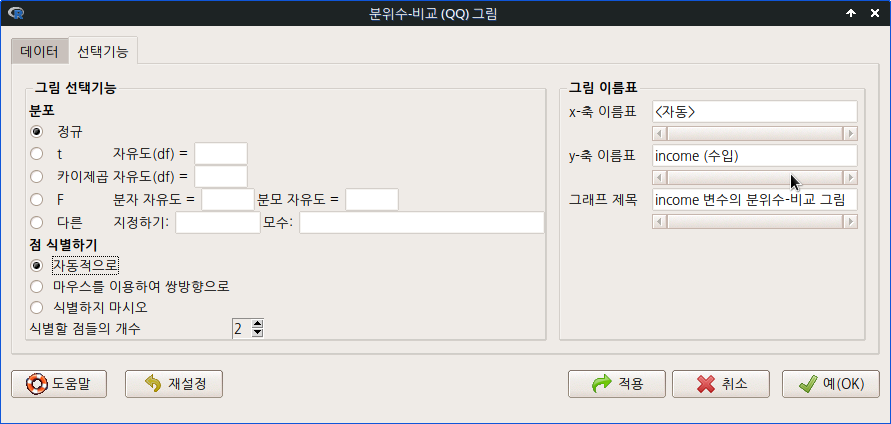 분위수-비교 (QQ) 그림
데이터 선택기능
그림 선택기능
분포
정규
t 자유도(df) =
카이제곱 자유도(df) =
F 분자 자유도 = 분모 자유도 =
다른 지정하기: 모수:
점 식별하기
자동적으로
마우스를 이용하여 쌍방향으로
식별하지 마시오
식별할 점들의 개수 2
그림 이름표
x-축 이름표 <자동>
y-축 이름표 income (수입)
그래프 제목 income 변수의 분위수-비교 그림
도움말 재설정 적용 취소 예(OK)